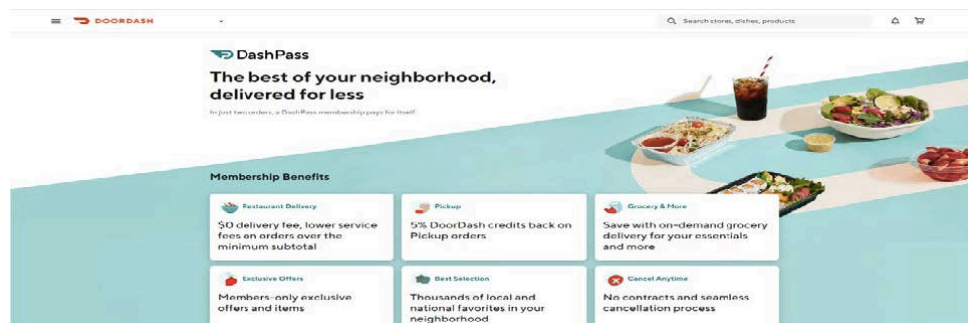 DOORDASH
Search stores, dishes, products
DashPass
The best of your neighborhood,
delivered for less
In just two orders, a DashPass membership pays for itself
Membership Benefits
Restaurant Delivery
$0 delivery fee, lower service
fees on orders over the
minimum subtotal
Pickup
5% DoorDash credits back on
Pickup orders
Grocery & More
Save with on-demand grocery
delivery for your essentials
and more
Exclusive Offers
Members-only exclusive
offers and items
Best Selection
Thousands of local and
national favorites in your
neighborhood
Cancel Anytime
No contracts and seamless
cancellation process